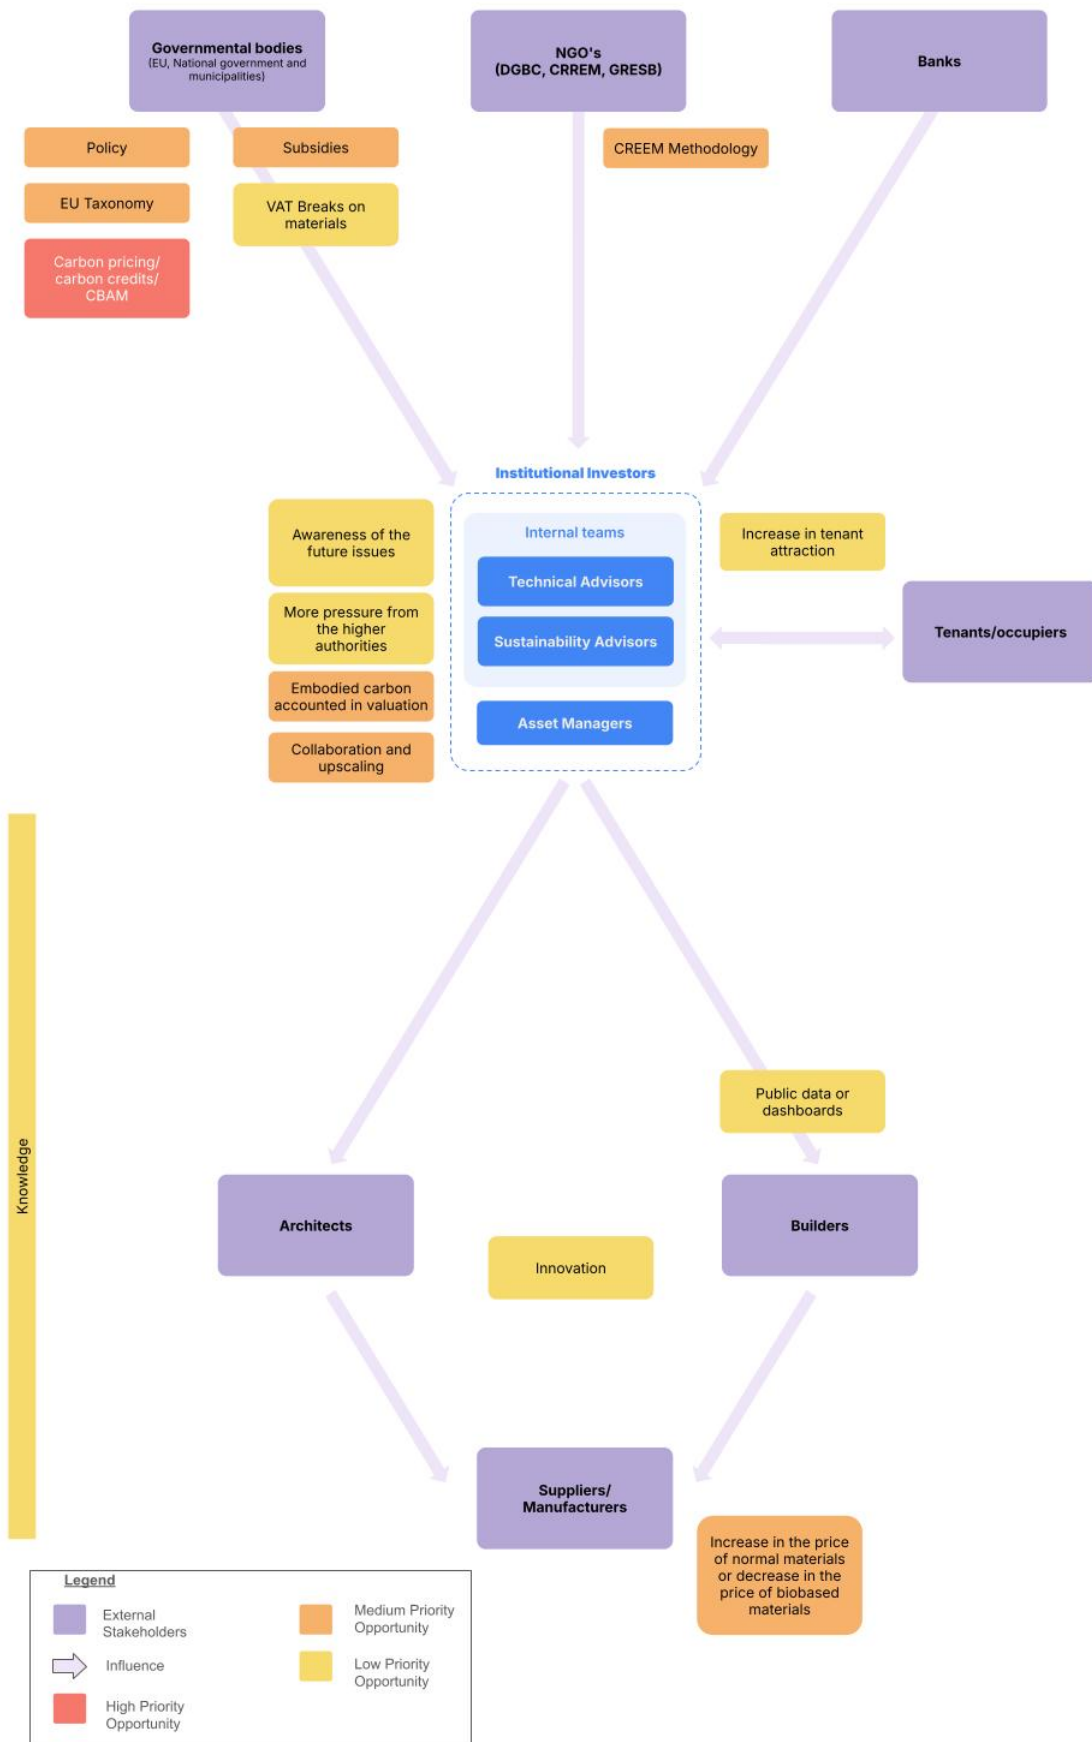 Governmental bodies
(EU, National government and
municipalities)
NGO's
(DGBC, CRREM, GRESB)
Banks
Policy
Subsidies
CREEM Methodology
EU Taxonomy
VAT Breaks on
materials
Carbon pricing/
carbon credits/
CBAM
Institutional Investors
Awareness of the
future issues
Internal teams
Increase in tenant
attraction
Technical Advisors
More pressure from
the higher
authorities
Sustainability Advisors
Tenants/occupiers
Embodied carbon
accounted in valuation
Asset Managers
Collaboration and
upscaling
Knowledge
Public data or
dashboards
Architects
Builders
Innovation
Suppliers/
Manufacturers
Increase in the price
of normal materials
or decrease in the
price of biobased
materials
Legend
External
Stakeholders
Medium Priority
Opportunity
Influence
Low Priority
Opportunity
High Priority
Opportunity